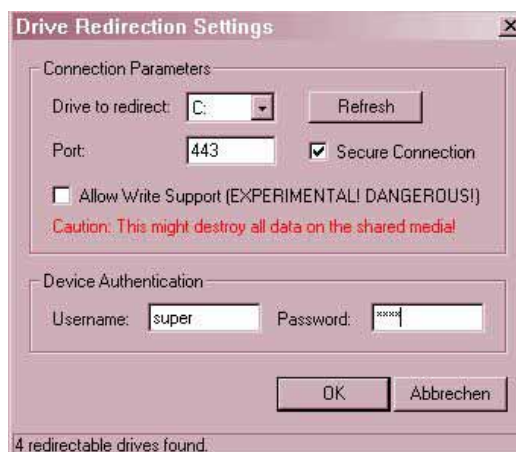 Drive Redirection Settings
Connection Parameters
Drive to redirect: C: Refresh
Port: 443 Secure Connection
Allow Write Support (EXPERIMENTAL! DANGEROUS!)
Caution: This might destroy all data on the shared media!
Device Authentication
Username: super Password: ****
OK Abbrechen
4 redirectable drives found.